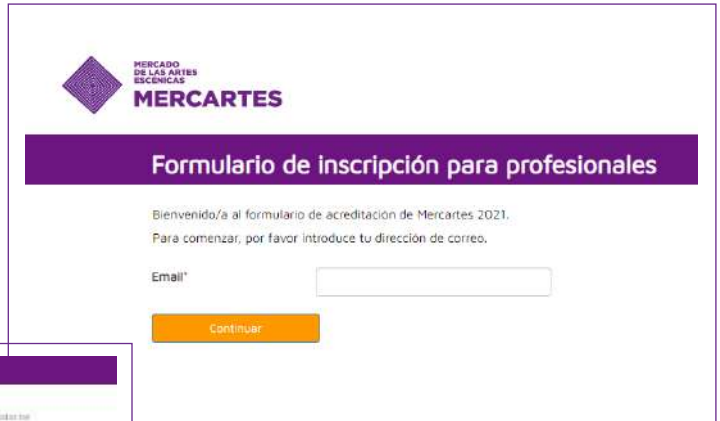 MERCADO
DE LAS ARTES
ESCÉNICAS
MERCARTES
Formulario de inscripción para profesionales
Bienvenido/a al formulario de acreditación de Mercartes 2021.
Para comenzar, por favor introduce tu dirección de correo.
Email*
Continuar